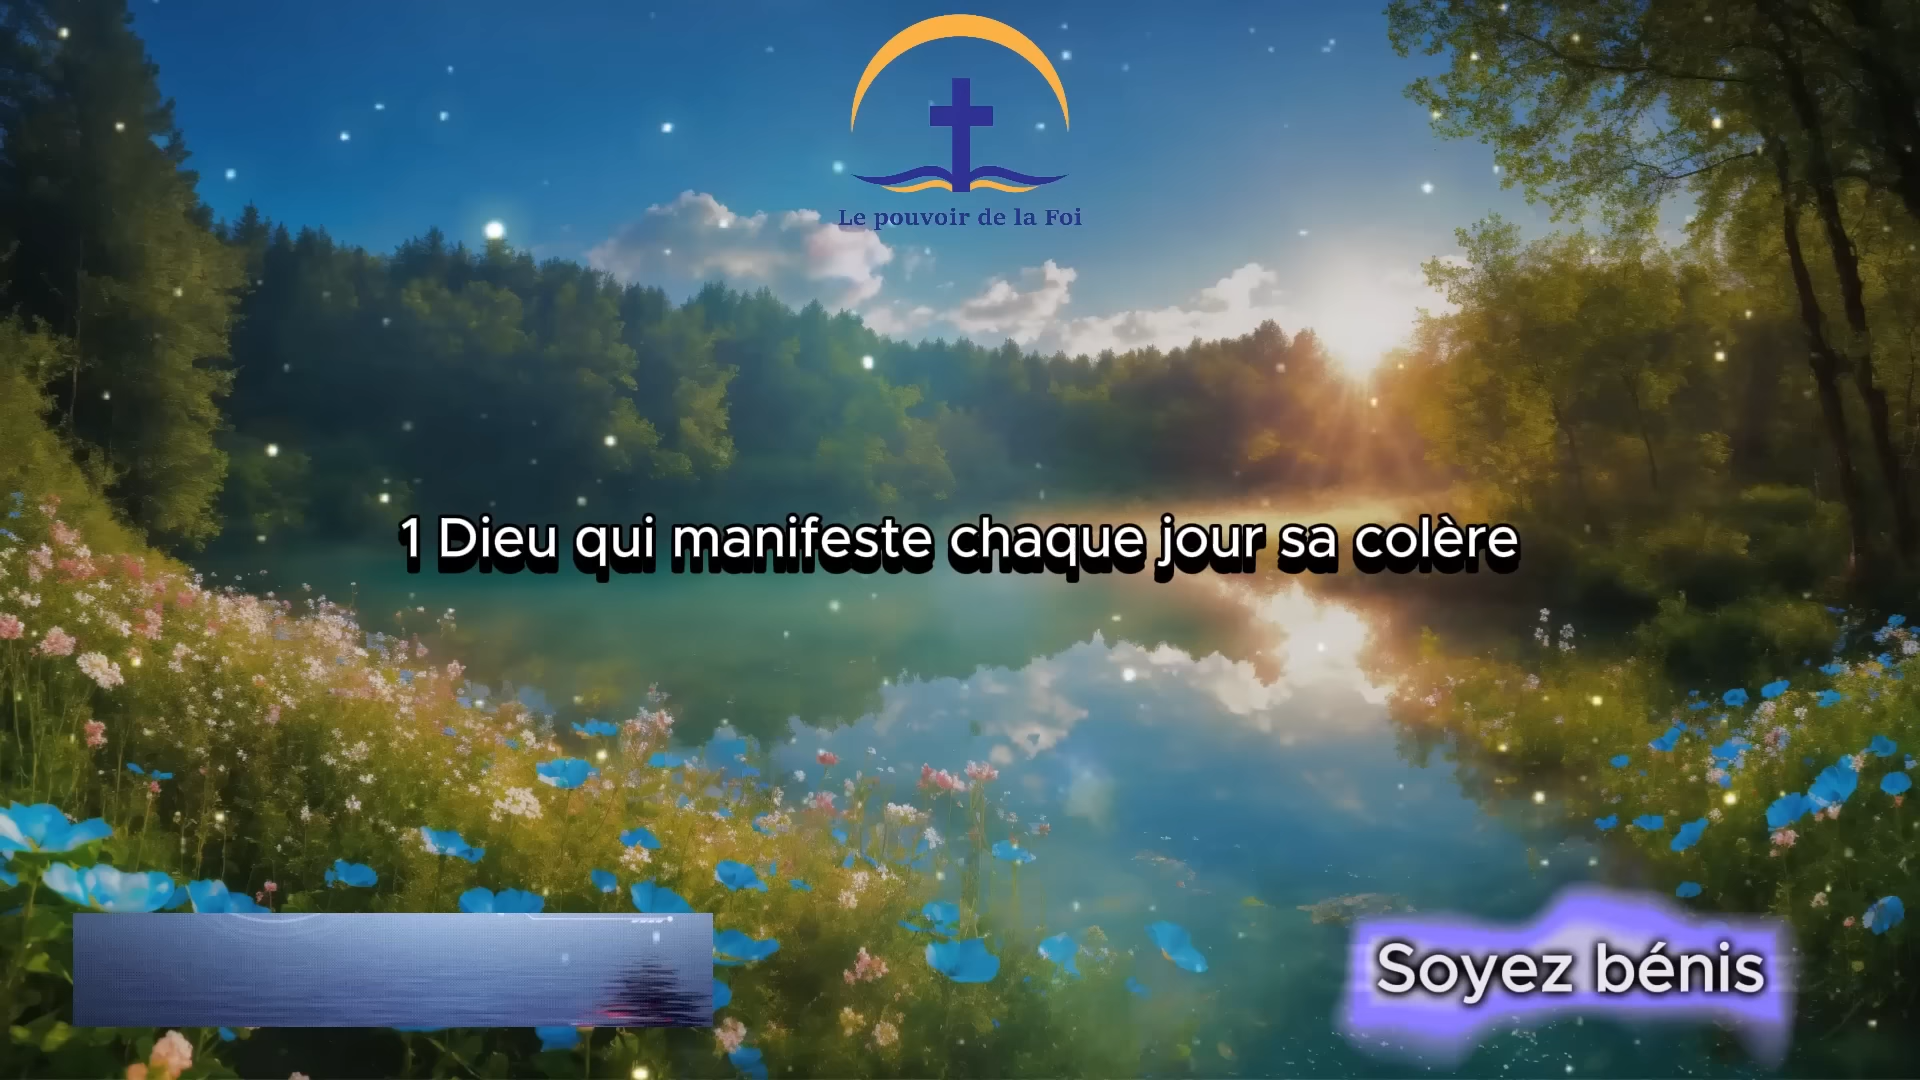 Le pouvoir de la Foi
1 Dieu qui manifeste chaque jour sa colère
Soyez bénis